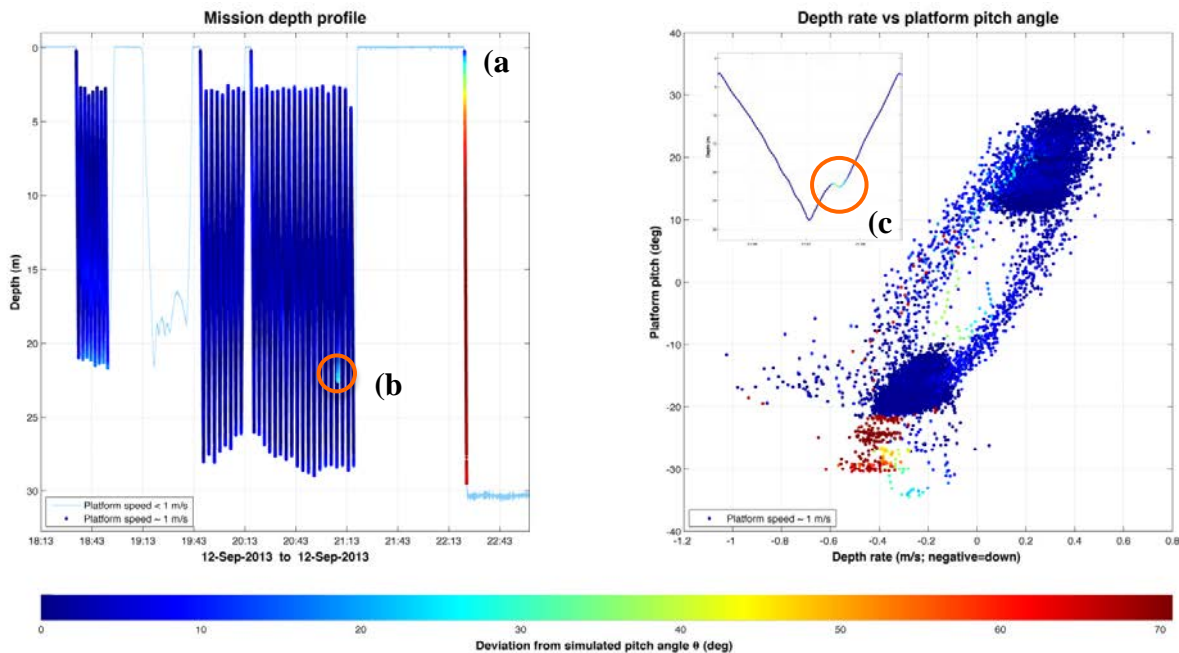 Mission depth profile
0
5
10
15
20
25
30
Depth (m)
(a
(b
Platform speed < 1 m/s
Platform speed ~ 1 m/s
18:13 18:43 19:13 19:43 20:13 20:43 21:13 21:43 22:13 22:43
12-Sep-2013 to 12-Sep-2013
Depth rate vs platform pitch angle
40
30
20
10
0
-10
-20
-30
-40
Platform pitch (deg)
(c
Platform speed ~ 1 m/s
-1.2 -1 -0.8 -0.6 -0.4 -0.2 0 0.2 0.4 0.6 0.8
Depth rate (m/s; negative=down)
0 10 20 30 40 50 60 70
Deviation from simulated pitch angle θ (deg)